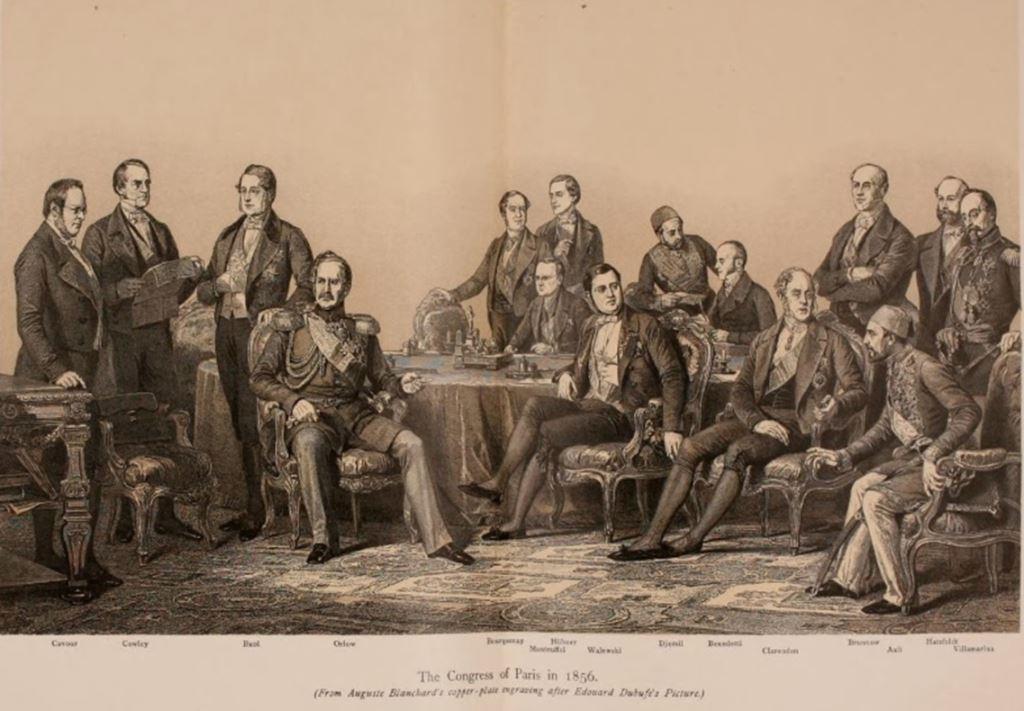 Cavour Cowley Buol Orlow Bourqueney Hübner Djemil Benedetti Brunnow Hatzfeldt
Manteuffel Walewski Clarendon Aali Villamarina
The Congress of Paris in 1856.
(From Auguste Blanchard's copper-plate engraving after Edouard Dubufe's Picture.)